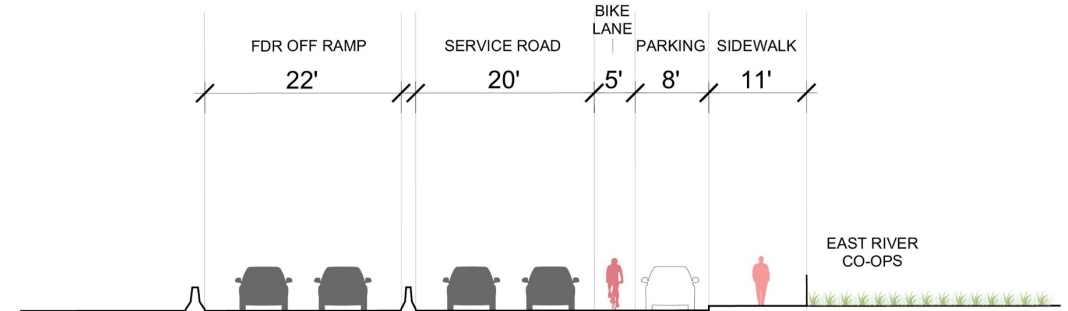 BIKE
LANE
FDR OFF RAMP
SERVICE ROAD
PARKING
SIDEWALK
22'
20'
5'
8'
11'
EAST RIVER
CO-OPS